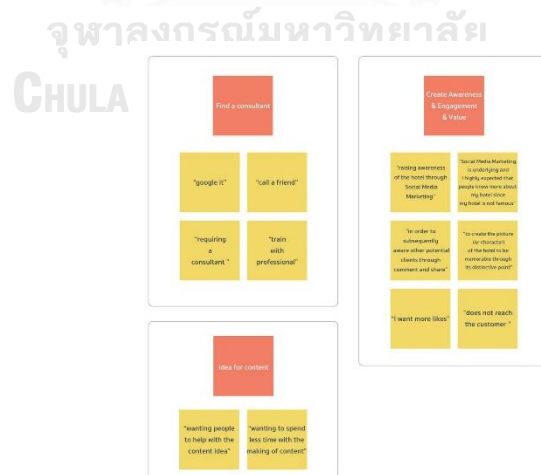 จุฬาลงกรณ์มหาวิทยาลัย
CHULA
Find a consultant
"google it"
"call a friend"
"requiring
a
consultant "
"train
with
professional"
Create Awareness
& Engagement
& Value
"raising awareness
of the hotel through
Social Media
Marketing"
"Social Media Marketing
is underlying and
I highly expected that
people know more about
my hotel since
my hotel is not famous"
"in order to
subsequently
aware other potential
clients through
comment and share"
"to create the picture
(or character)
of the hotel to be
memorable through
its distinctive point"
"I want more likes"
"does not reach
the customer "
Idea for content
"wanting people
to help with the
content idea"
"wanting to spend
less time with the
making of content"